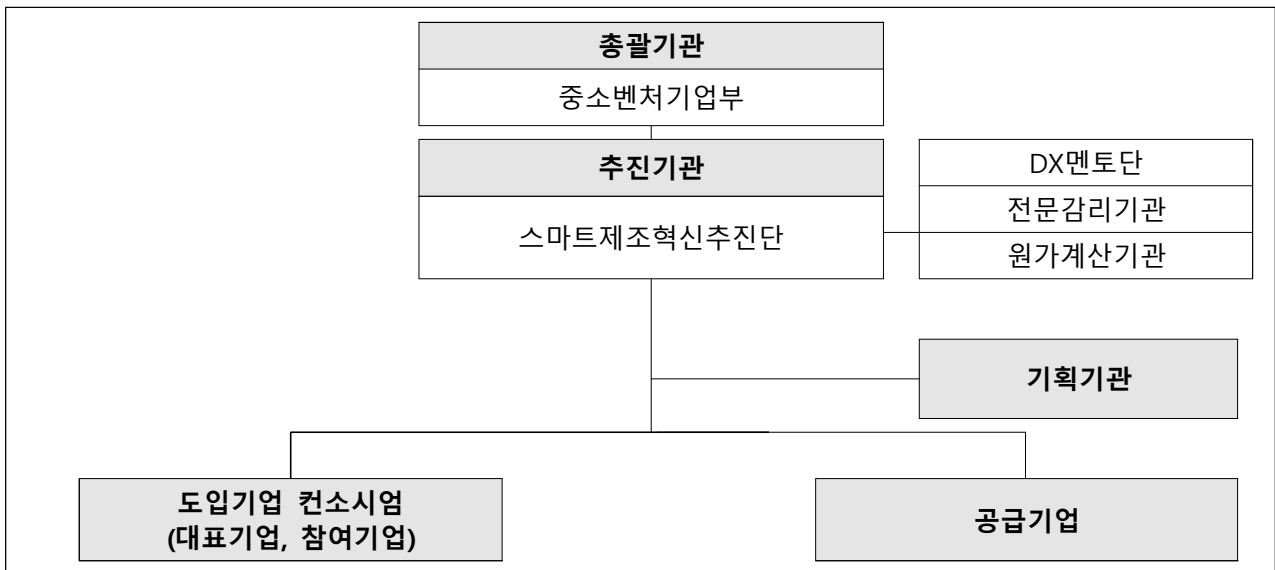 총괄기관
중소벤처기업부
추진기관
스마트제조혁신추진단
DX멘토단
전문감리기관
원가계산기관
기획기관
도입기업 컨소시엄
(대표기업, 참여기업)
공급기업